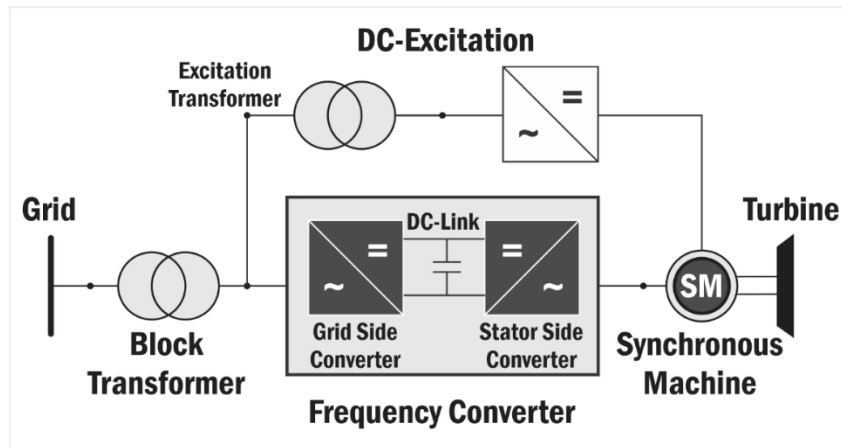 DC-Excitation
Excitation
Transformer
=
~
Grid
DC-Link
Turbine
=
~
=
~
SM
Grid Side
Converter
Stator Side
Converter
Block
Transformer
Synchronous
Machine
Frequency Converter